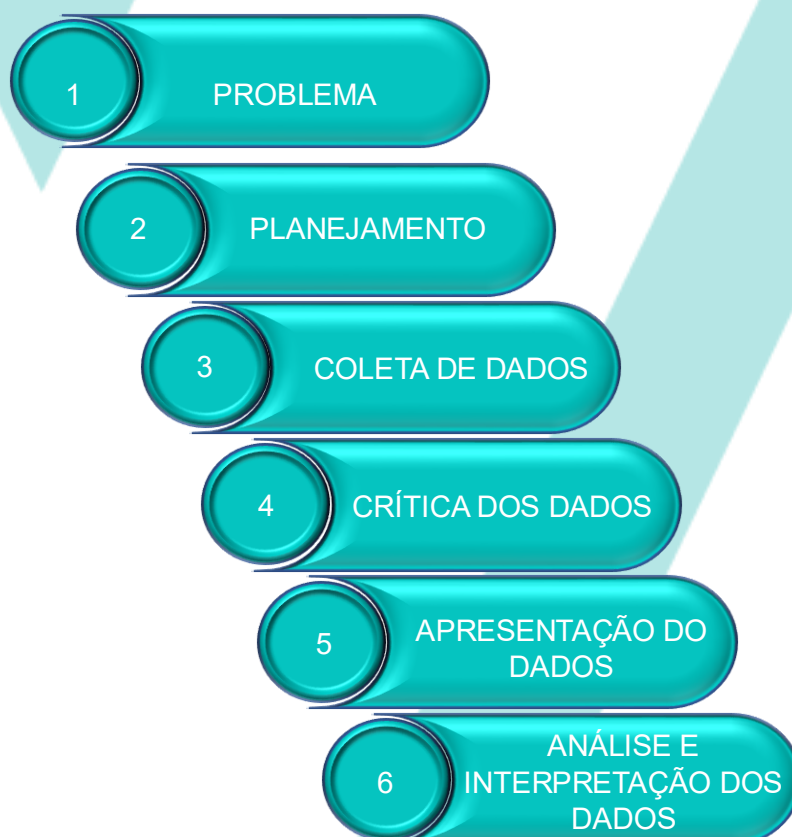 1
PROBLEMA
2
PLANEJAMENTO
3
COLETA DE DADOS
4
CRÍTICA DOS DADOS
5
APRESENTAÇÃO DO
DADOS
6
ANÁLISE E
INTERPRETAÇÃO DOS
DADOS